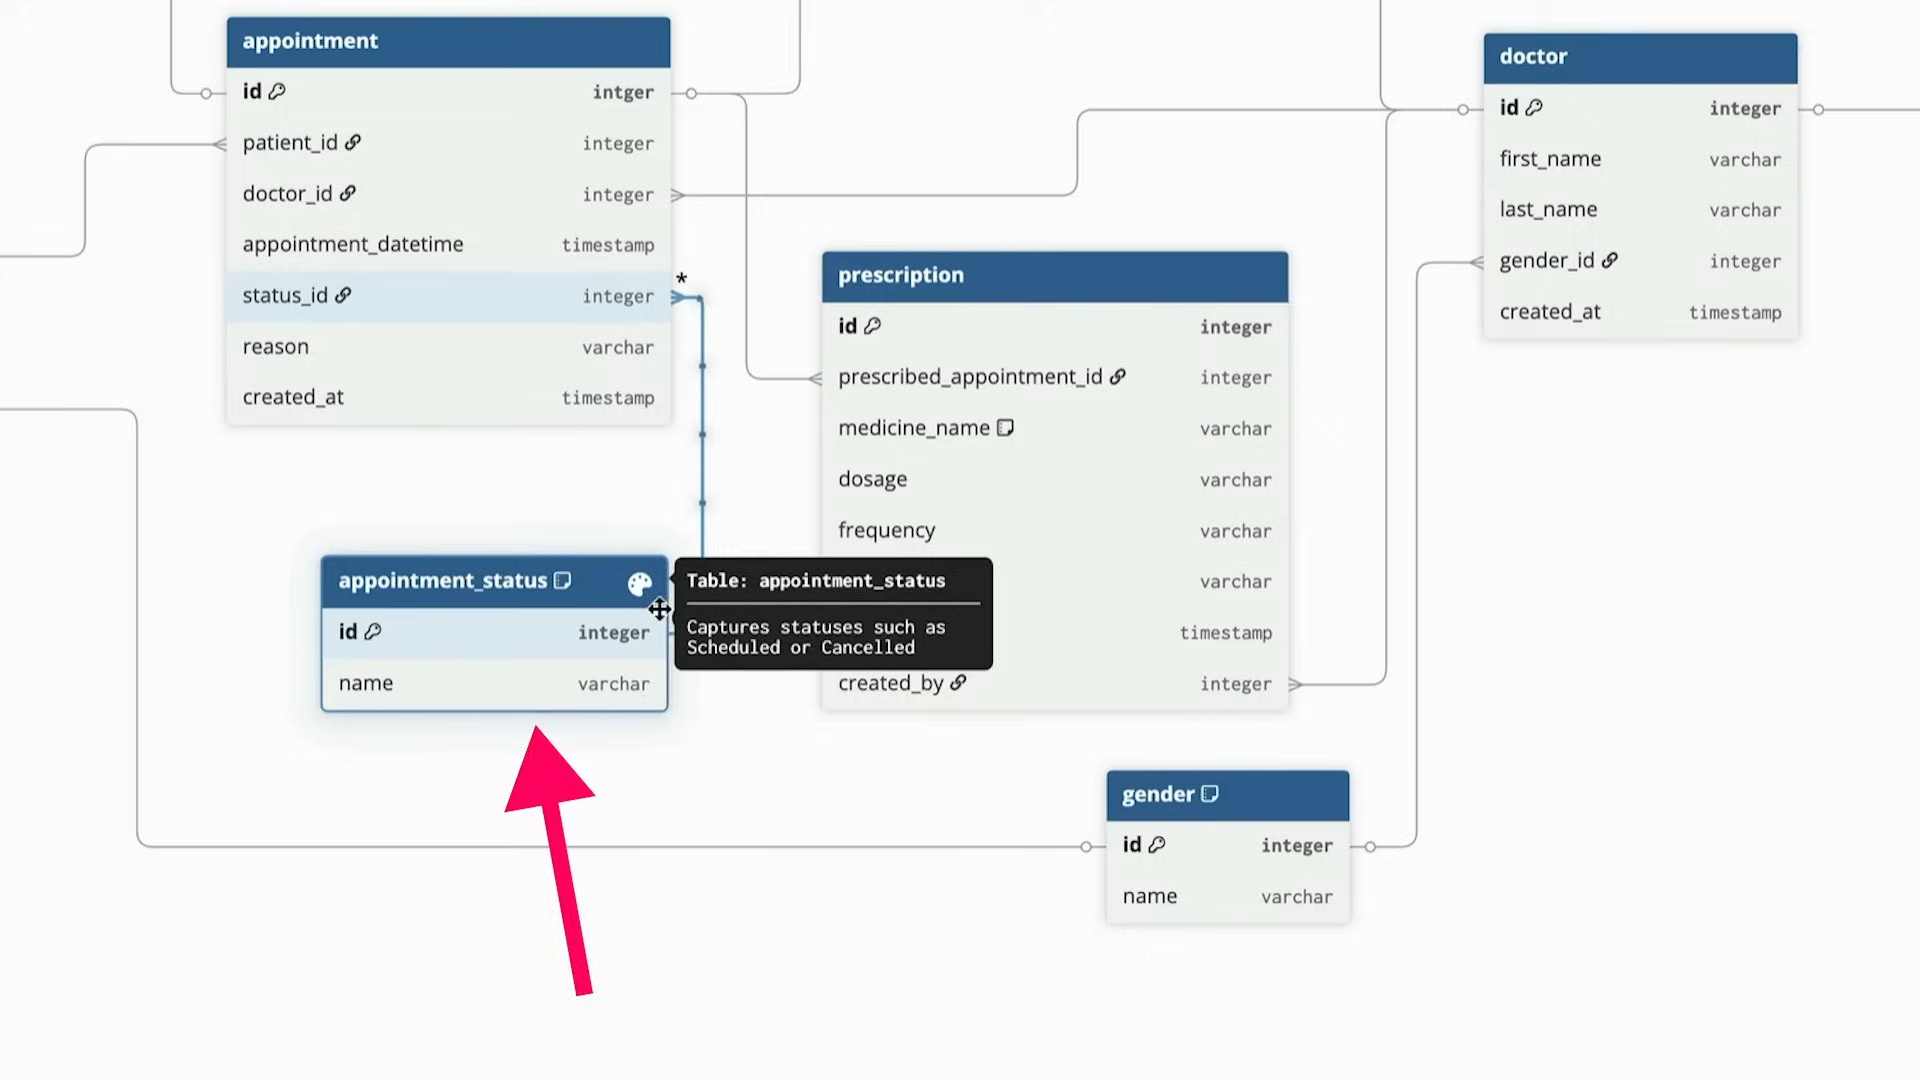 appointment
id intger
patient_id integer
doctor_id integer
appointment_datetime timestamp
status_id integer
reason varchar
created_at timestamp
*
doctor
id integer
first_name varchar
last_name varchar
gender_id integer
created_at timestamp
prescription
id integer
prescribed_appointment_id integer
medicine_name varchar
dosage varchar
frequency varchar
varchar
timestamp
created_by integer
appointment_status
id integer
name varchar
Table: appointment_status
Captures statuses such as
Scheduled or Cancelled
gender
id integer
name varchar